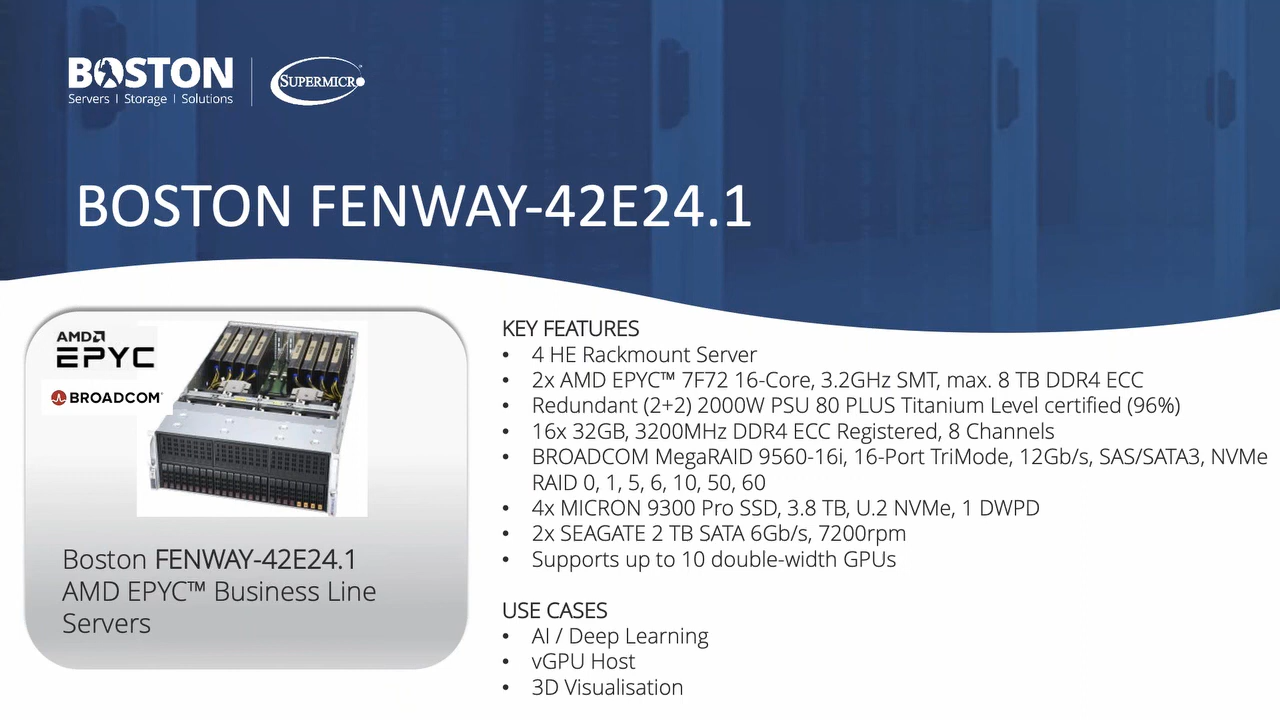 BOSTON
Servers | Storage | Solutions
SUPERMICRO
BOSTON FENWAY-42E24.1
AMD
EPYC
BROADCOM
Boston FENWAY-42E24.1
AMD EPYC™ Business Line
Servers
KEY FEATURES
• 4 HE Rackmount Server
• 2x AMD EPYC™ 7F72 16-Core, 3.2GHz SMT, max. 8 TB DDR4 ECC
• Redundant (2+2) 2000W PSU 80 PLUS Titanium Level certified (96%)
• 16x 32GB, 3200MHz DDR4 ECC Registered, 8 Channels
• BROADCOM MegaRAID 9560-16i, 16-Port TriMode, 12Gb/s, SAS/SATA3, NVMe
RAID 0, 1, 5, 6, 10, 50, 60
• 4x MICRON 9300 Pro SSD, 3.8 TB, U.2 NVMe, 1 DWPD
• 2x SEAGATE 2 TB SATA 6Gb/s, 7200rpm
• Supports up to 10 double-width GPUs
USE CASES
• AI / Deep Learning
• vGPU Host
• 3D Visualisation